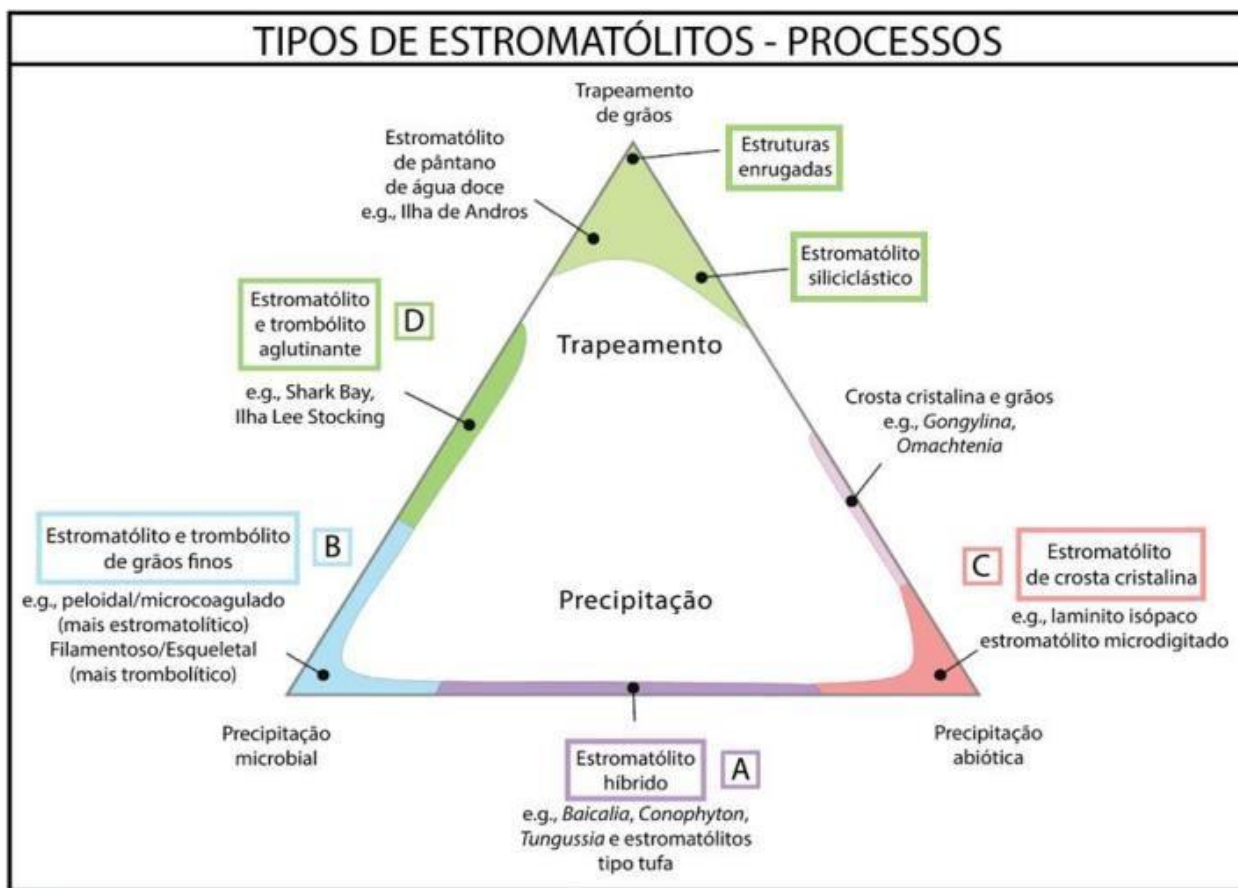 TIPOS DE ESTROMATÓLITOS - PROCESSOS
Trapeamento
de grãos
Estromatólito
de pântano
de água doce
e.g., Ilha de Andros
Estruturas
enrugadas
Estromatólito
siliciclástico
Estromatólito
e trombólito
aglutinante
D
e.g., Shark Bay,
Ilha Lee Stocking
Trapeamento
Crosta cristalina e grãos
e.g., Gongylina,
Omachtenia
Estromatólito e trombólito
de grãos finos
B
e.g., peloidal/microcoagulado
(mais estromatolítico)
Filamentoso/Esqueletal
(mais trombolítico)
Precipitação
C
Estromatólito
de crosta cristalina
e.g., laminito isópaco
estromatólito microdigitado
Precipitação
microbial
Precipitação
abiótica
Estromatólito
híbrido
A
e.g., Baicalia, Conophyton,
Tungussia e estromatólitos
tipo tufa